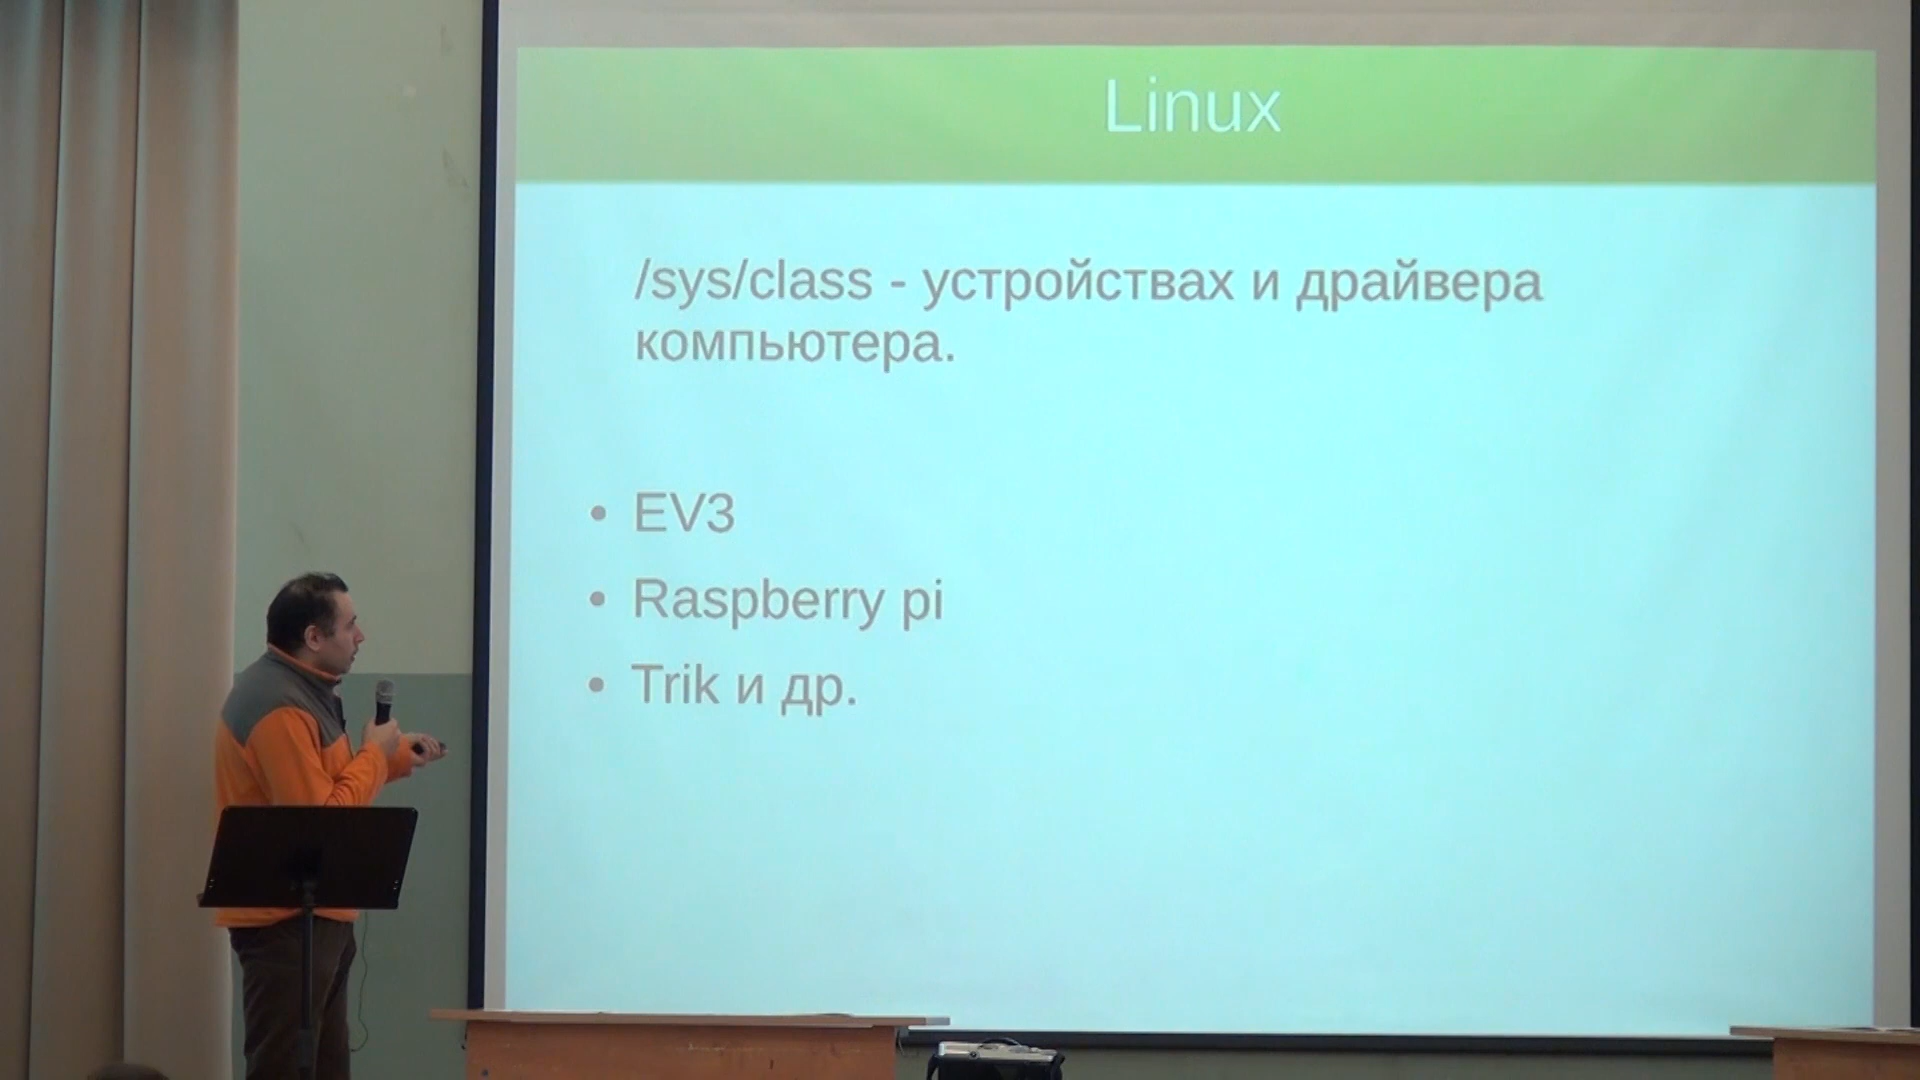 Linux
/sys/class - устройствах и драйвера
компьютера.
• EV3
• Raspberry pi
• Trik и др.